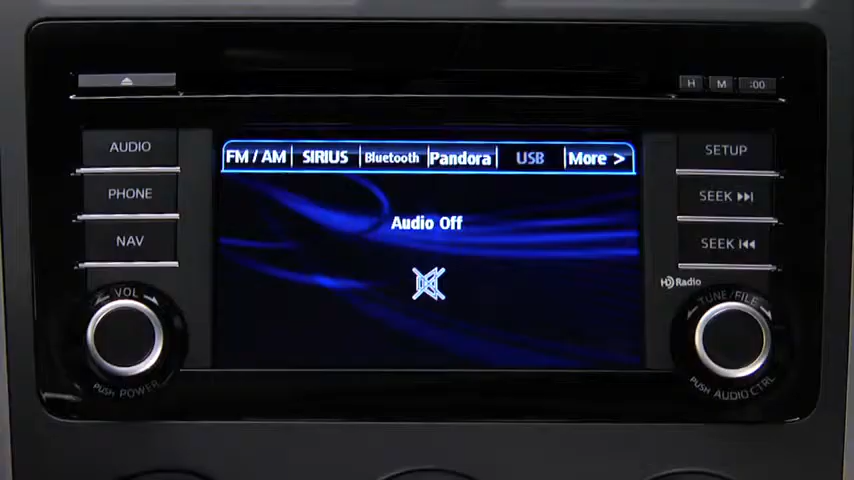 H M :00
AUDIO
PHONE
NAV
FM / AM SIRIUS Bluetooth Pandora USB More >
Audio Off
SETUP
SEEK
SEEK
HD Radio
VOL
PUSH POWER
TUNE/FILE
PUSH AUDIO CTRL